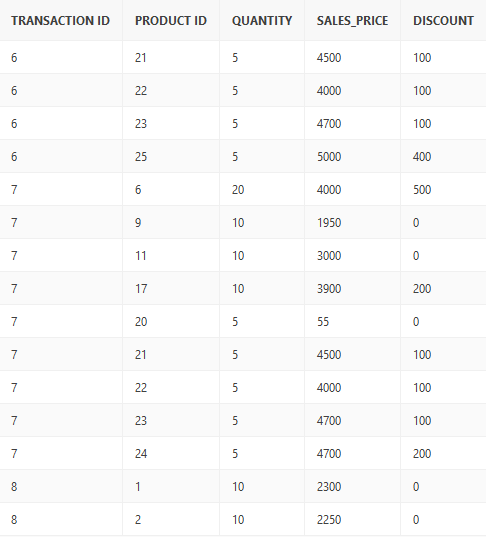 TRANSACTION ID PRODUCT ID QUANTITY SALES_PRICE DISCOUNT
6 21 5 4500 100
6 22 5 4000 100
6 23 5 4700 100
6 25 5 5000 400
7 6 20 4000 500
7 9 10 1950 0
7 11 10 3000 0
7 17 10 3900 200
7 20 5 55 0
7 21 5 4500 100
7 22 5 4000 100
7 23 5 4700 100
7 24 5 4700 200
8 1 10 2300 0
8 2 10 2250 0